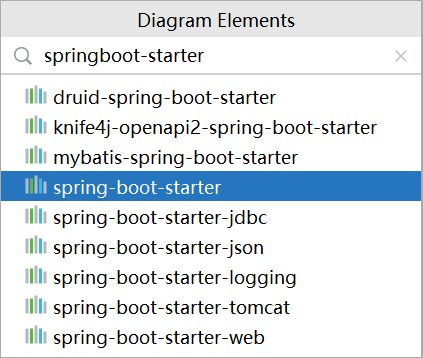 Diagram Elements
springboot-starter
druid-spring-boot-starter
knife4j-openapi2-spring-boot-starter
mybatis-spring-boot-starter
spring-boot-starter
spring-boot-starter-jdbc
spring-boot-starter-json
spring-boot-starter-logging
spring-boot-starter-tomcat
spring-boot-starter-web